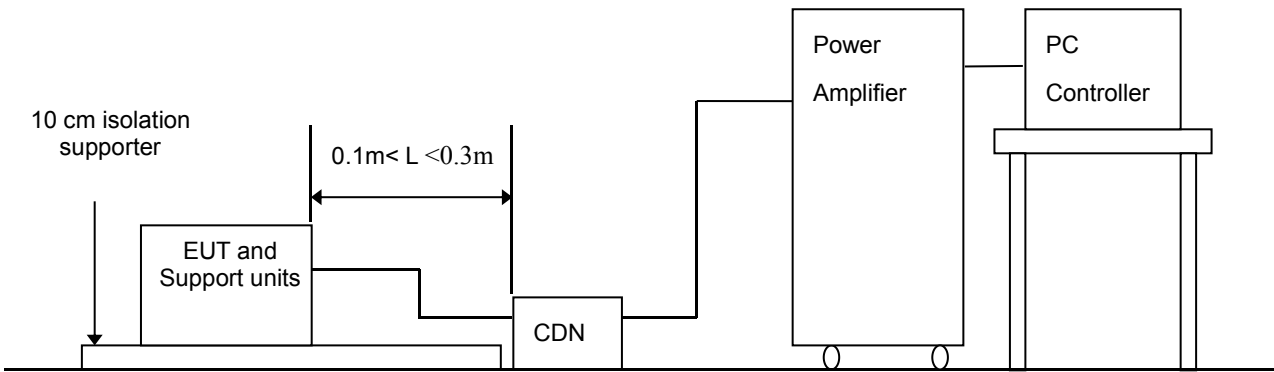 10 cm isolation
supporter
0.1m< L <0.3m
EUT and
Support units
CDN
Power
Amplifier
PC
Controller